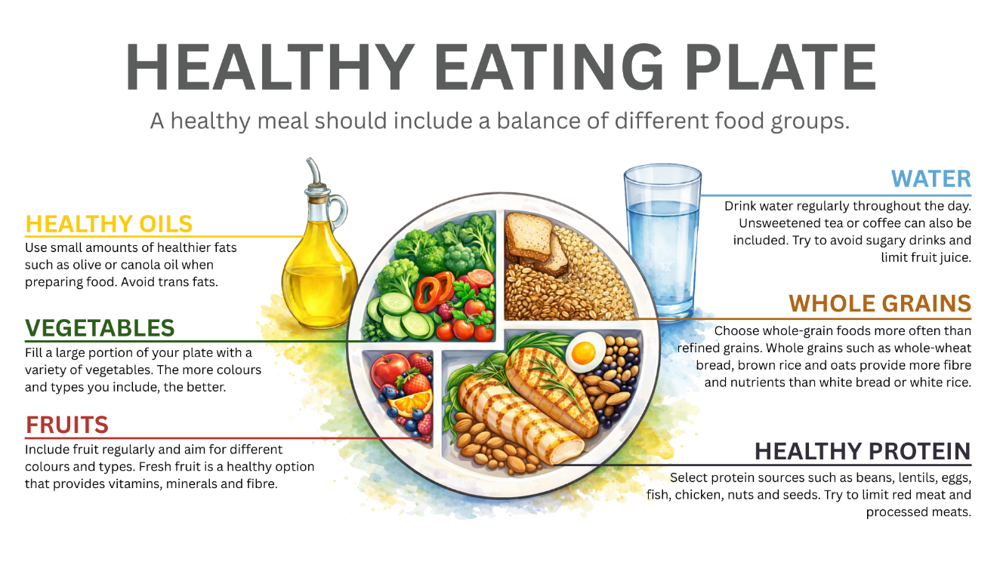 HEALTHY EATING PLATE
A healthy meal should include a balance of different food groups.
HEALTHY OILS
Use small amounts of healthier fats
such as olive or canola oil when
preparing food. Avoid trans fats.
VEGETABLES
Fill a large portion of your plate with a
variety of vegetables. The more colours
and types you include, the better.
FRUITS
Include fruit regularly and aim for different
colours and types. Fresh fruit is a healthy option
that provides vitamins, minerals and fibre.
WATER
Drink water regularly throughout the day.
Unsweetened tea or coffee can also be
included. Try to avoid sugary drinks and
limit fruit juice.
WHOLE GRAINS
Choose whole-grain foods more often than
refined grains. Whole grains such as whole-wheat
bread, brown rice and oats provide more fibre
and nutrients than white bread or white rice.
HEALTHY PROTEIN
Select protein sources such as beans, lentils, eggs,
fish, chicken, nuts and seeds. Try to limit red meat and
processed meats.